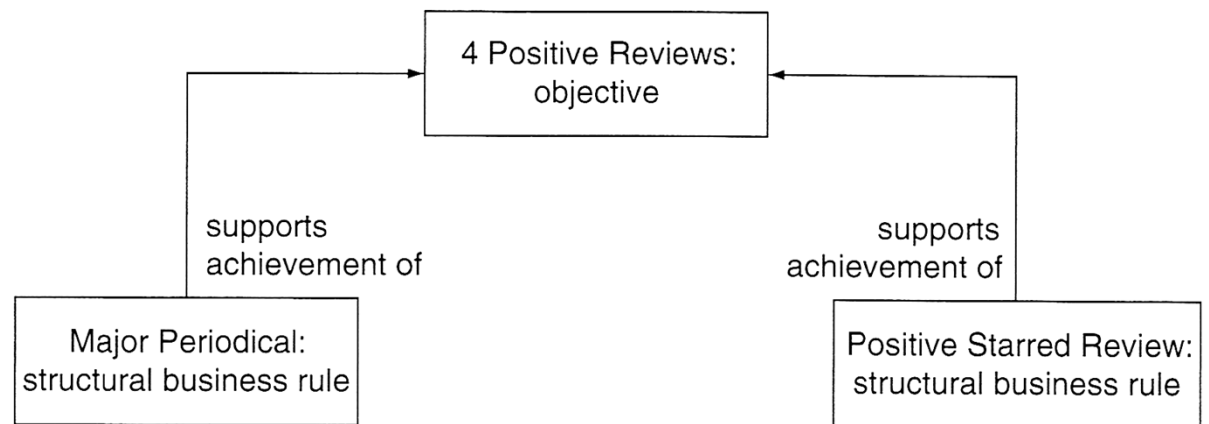 4 Positive Reviews:
objective
supports
achievement of
supports
achievement of
Major Periodical:
structural business rule
Positive Starred Review:
structural business rule